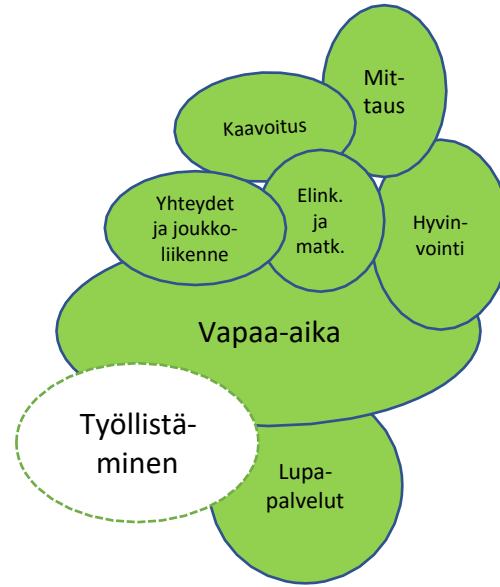 Mit-
taus
Kaavoitus
Yhteydet
ja joukko-
liikenne
Elink.
ja
matk.
Hyvin-
vointi
Vapaa-aika
Työllistä-
minen
Lupa-
palvelut